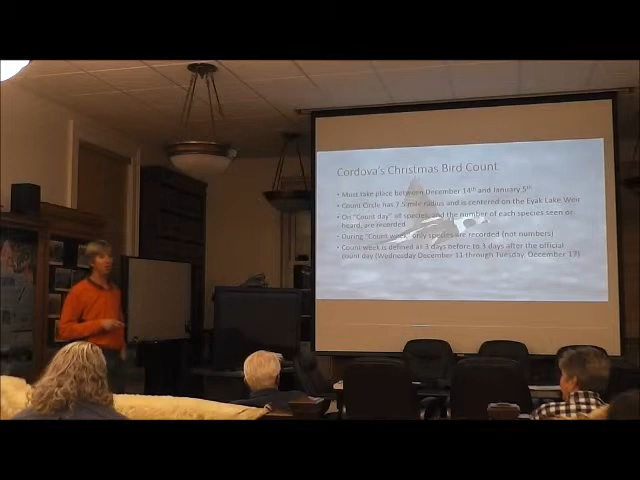 Cordova's Christmas Bird Count
• Must take place between December 14th and January 5th
• Count Circle has 7.5 mile radius and is centered on the Eyak Lake Weir
• On "Count day" all species, and the number of each species seen or
heard, are recorded
• During "Count week" only species are recorded (not numbers)
• Count week is defined as 3 days before to 3 days after the official
count day (Wednesday December 11 through Tuesday, December 17)